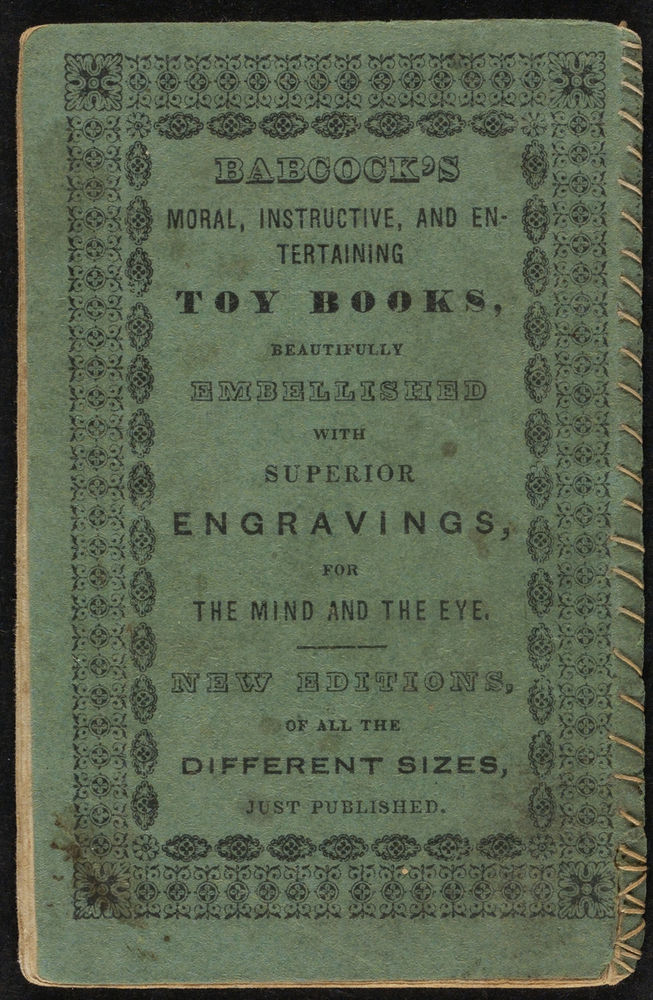 BABCOCK'S
MORAL, INSTRUCTIVE, AND EN-
TERTAINING
TOY BOOKS,
BEAUTIFULLY
EMBELLISHED
WITH
SUPERIOR
ENGRAVINGS,
FOR
THE MIND AND THE EYE.
NEW EDITIONS,
OF ALL THE
DIFFERENT SIZES,
JUST PUBLISHED.